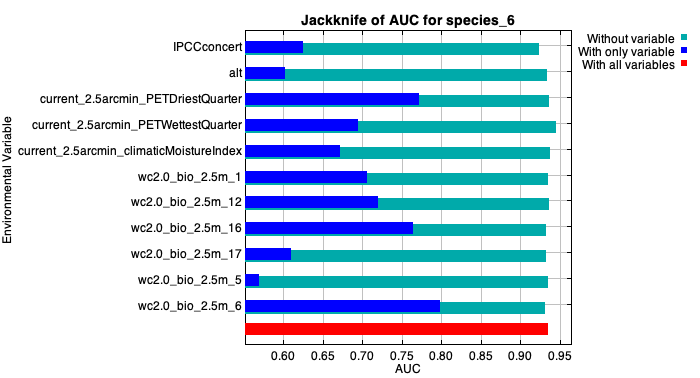 Jackknife of AUC for species_6
Without variable
With only variable
With all variables
Environmental Variable
IPCCconcert
alt
current_2.5arcmin_PETDriestQuarter
current_2.5arcmin_PETWettestQuarter
current_2.5arcmin_climaticMoistureIndex
wc2.0_bio_2.5m_1
wc2.0_bio_2.5m_12
wc2.0_bio_2.5m_16
wc2.0_bio_2.5m_17
wc2.0_bio_2.5m_5
wc2.0_bio_2.5m_6
0.60 0.65 0.70 0.75 0.80 0.85 0.90 0.95
AUC